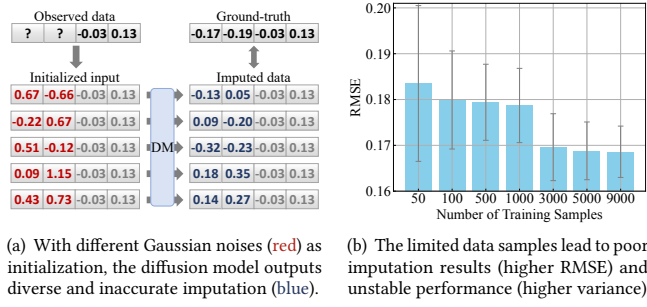 Observed data
Ground-truth
? ? -0.03 0.13
-0.17 -0.19 -0.03 0.13
Initialized input
Imputed data
0.67 -0.66 -0.03 0.13
-0.13 0.05 -0.03 0.13
-0.22 0.67 -0.03 0.13
0.09 -0.20 -0.03 0.13
0.51 -0.12 -0.03 0.13
DM
-0.32 -0.23 -0.03 0.13
0.09 1.15 -0.03 0.13
0.18 0.35 -0.03 0.13
0.43 0.73 -0.03 0.13
0.14 0.27 -0.03 0.13
(a) With different Gaussian noises (red) as
initialization, the diffusion model outputs
diverse and inaccurate imputation (blue).
0.20
0.19
0.18
0.17
0.16
RMSE
50 100 500 1000 3000 5000 9000
Number of Training Samples
(b) The limited data samples lead to poor
imputation results (higher RMSE) and
unstable performance (higher variance)